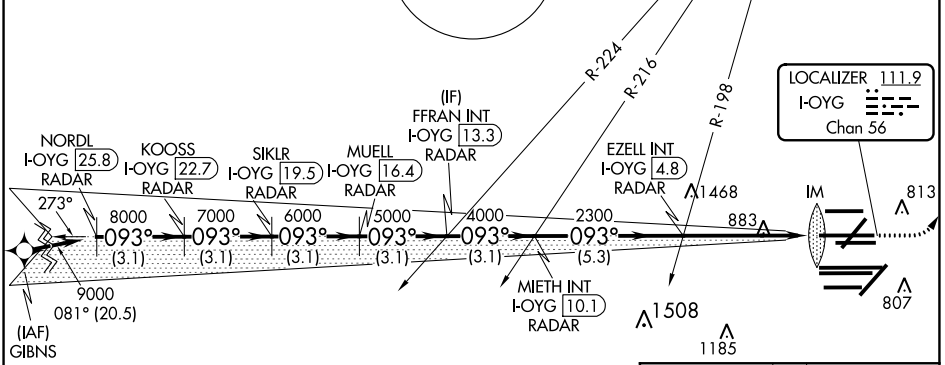 R-224
R-216
R-198
LOCALIZER 111.9
I-OYG
Chan 56
(IF)
FFRAN INT
I-OYG 13.3
RADAR
NORDL
I-OYG 25.8
RADAR
KOOSS
I-OYG 22.7
RADAR
SIKLR
I-OYG 19.5
RADAR
MUELL
I-OYG 16.4
RADAR
EZELL INT
I-OYG 4.8
RADAR
1468
IM
813
273°
8000
7000
6000
5000
4000
2300
883
093°
093°
093°
093°
093°
093°
(3.1)
(3.1)
(3.1)
(3.1)
(3.1)
(5.3)
9000
081° (20.5)
(IAF)
GIBNS
MIETH INT
I-OYG 10.1
RADAR
1508
1185
807